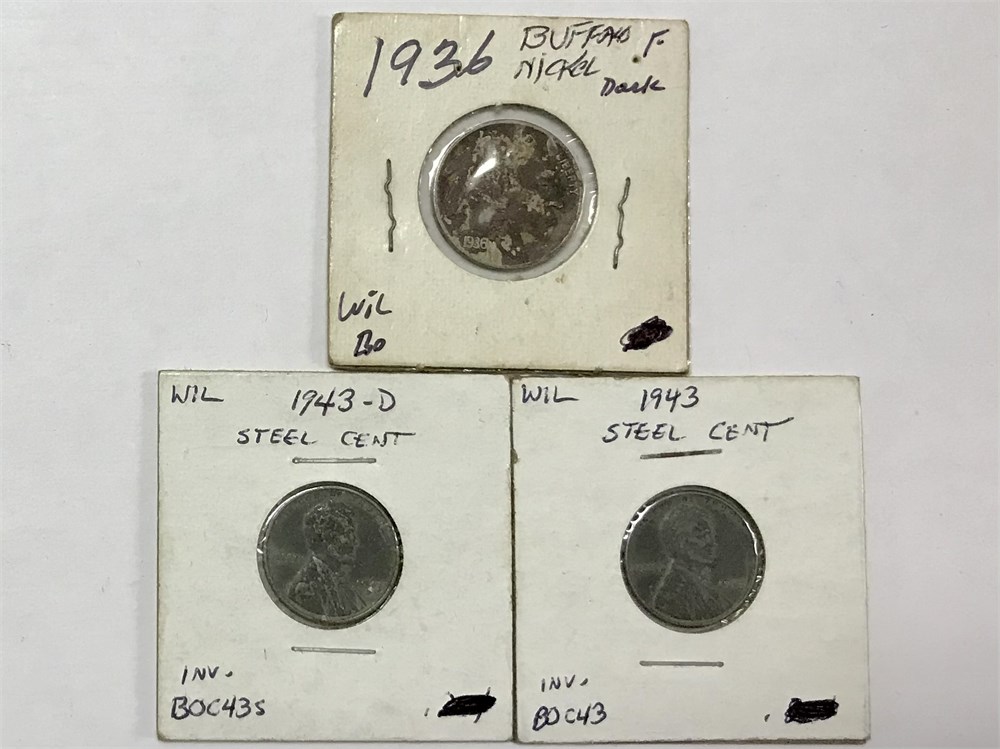 1936 BUFFALO F.
NICKEL Dark
LIBERTY
1936
WIL
BO
WIL 1943-D
STEEL CENT
INV.
BOC43s
WIL 1943
STEEL CENT
INV.
BOC43